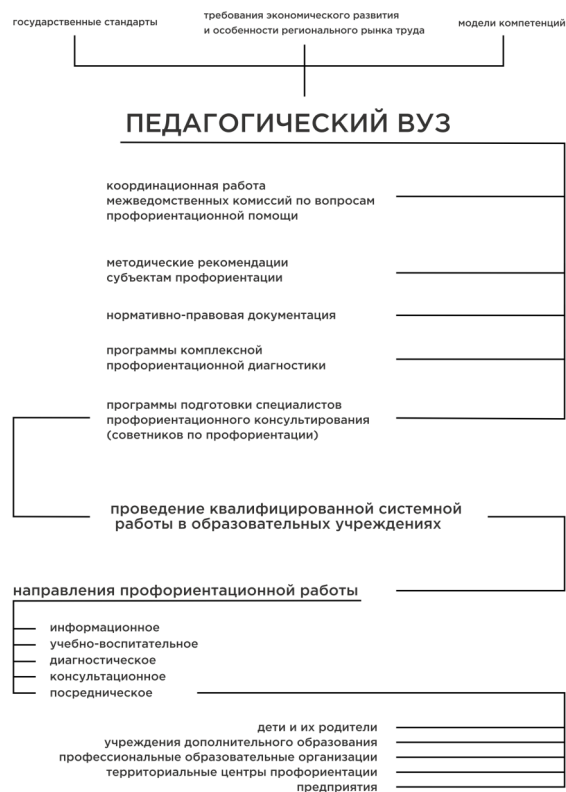 государственные стандарты
требования экономического развития
и особенности регионального рынка труда
модели компетенций
ПЕДАГОГИЧЕСКИЙ ВУЗ
координационная работа
межведомственных комиссий по вопросам
профориентационной помощи
методические рекомендации
субъектам профориентации
нормативно-правовая документация
программы комплексной
профориентационной диагностики
программы подготовки специалистов
профориентационного консультирования
(советников по профориентации)
проведение квалифицированной системной
работы в образовательных учреждениях
направления профориентационной работы
информационное
учебно-воспитательное
диагностическое
консультационное
посредническое
дети и их родители
учреждения дополнительного образования
профессиональные образовательные организации
территориальные центры профориентации
предприятия